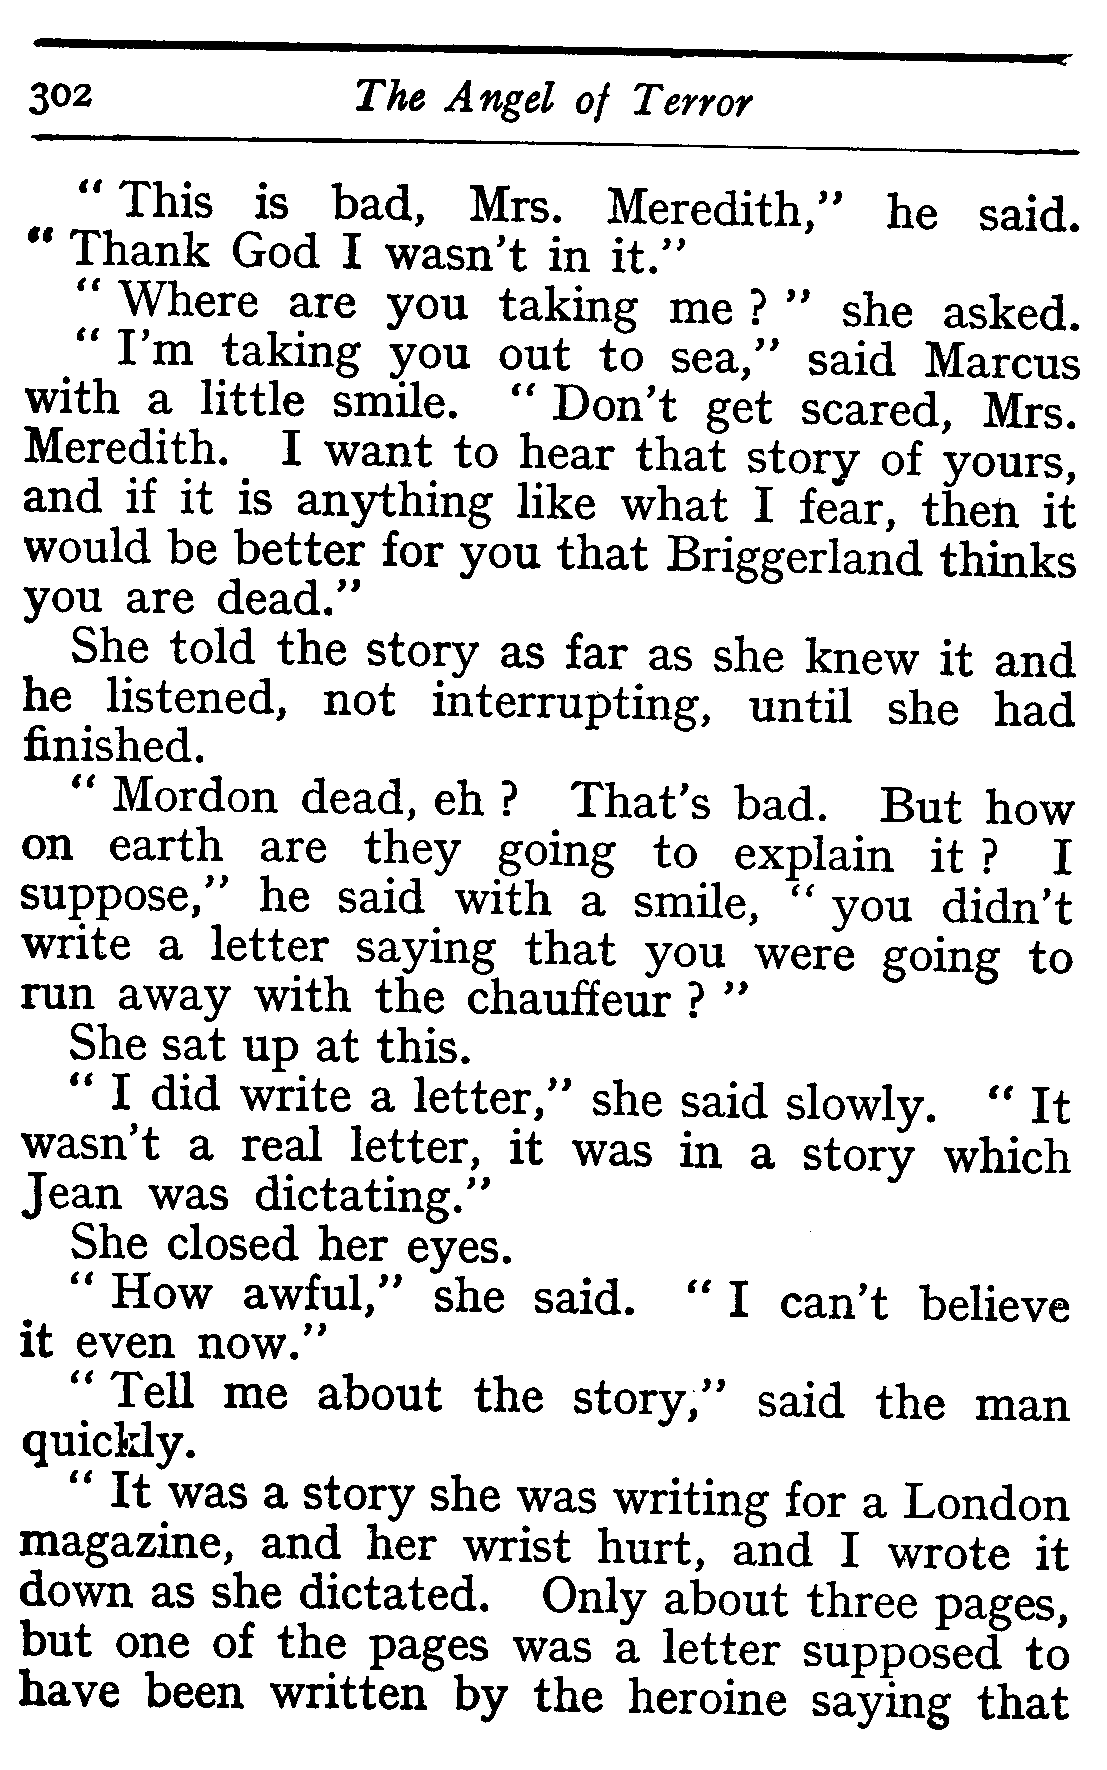 302 The Angel of Terror
“ This is bad, Mrs. Meredith,” he said.
“ Thank God I wasn’t in it.”
“ Where are you taking me ? ” she asked.
“ I’m taking you out to sea,” said Marcus
with a little smile. “ Don’t get scared, Mrs.
Meredith. I want to hear that story of yours,
and if it is anything like what I fear, then it
would be better for you that Briggerland thinks
you are dead.”
She told the story as far as she knew it and
he listened, not interrupting, until she had
finished.
“ Mordon dead, eh ? That’s bad. But how
on earth are they going to explain it ? I
suppose,” he said with a smile, “ you didn’t
write a letter saying that you were going to
run away with the chauffeur ? ”
She sat up at this.
“ I did write a letter,” she said slowly. “ It
wasn’t a real letter, it was in a story which
Jean was dictating.”
She closed her eyes.
“ How awful,” she said. “ I can’t believe
it even now.”
“ Tell me about the story,” said the man
quickly.
“ It was a story she was writing for a London
magazine, and her wrist hurt, and I wrote it
down as she dictated. Only about three pages,
but one of the pages was a letter supposed to
have been written by the heroine saying that